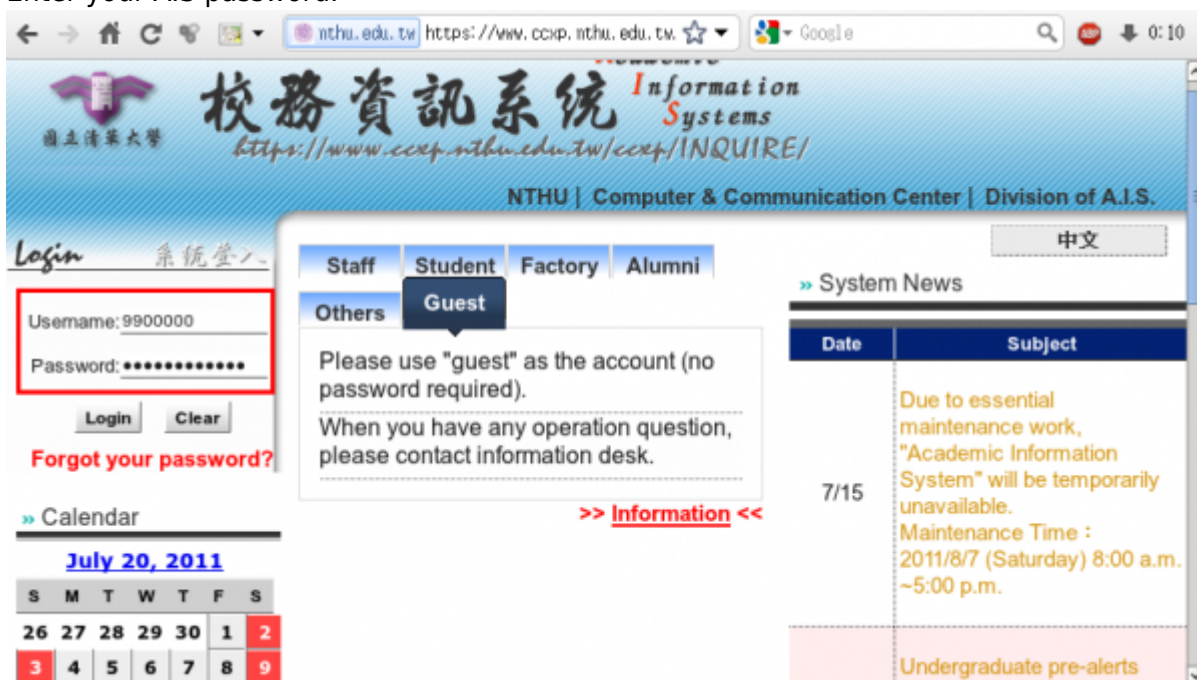 Enter your AIS password.
nthu.edu.tw https://www.ccxp.nthu.edu.tw.
Google
0:10
國立清華大學
校務資訊系統
Information
Systems
https://www.ccxp.nthu.edu.tw/ccxp/INQUIRE/
NTHU | Computer & Communication Center | Division of A.I.S.
Login 系統登入
Username: 9900000
Password: ••••••••••••
Login Clear
Forgot your password?
» Calendar
July 20, 2011
S M T W T F S
26 27 28 29 30 1 2
3 4 5 6 7 8 9
Staff Student Factory Alumni
Others Guest
Please use "guest" as the account (no
password required).
When you have any operation question,
please contact information desk.
>> Information <<
中文
» System News
Date Subject
7/15
Due to essential
maintenance work,
"Academic Information
System" will be temporarily
unavailable.
Maintenance Time：
2011/8/7 (Saturday) 8:00 a.m.
~5:00 p.m.
Undergraduate pre-alerts